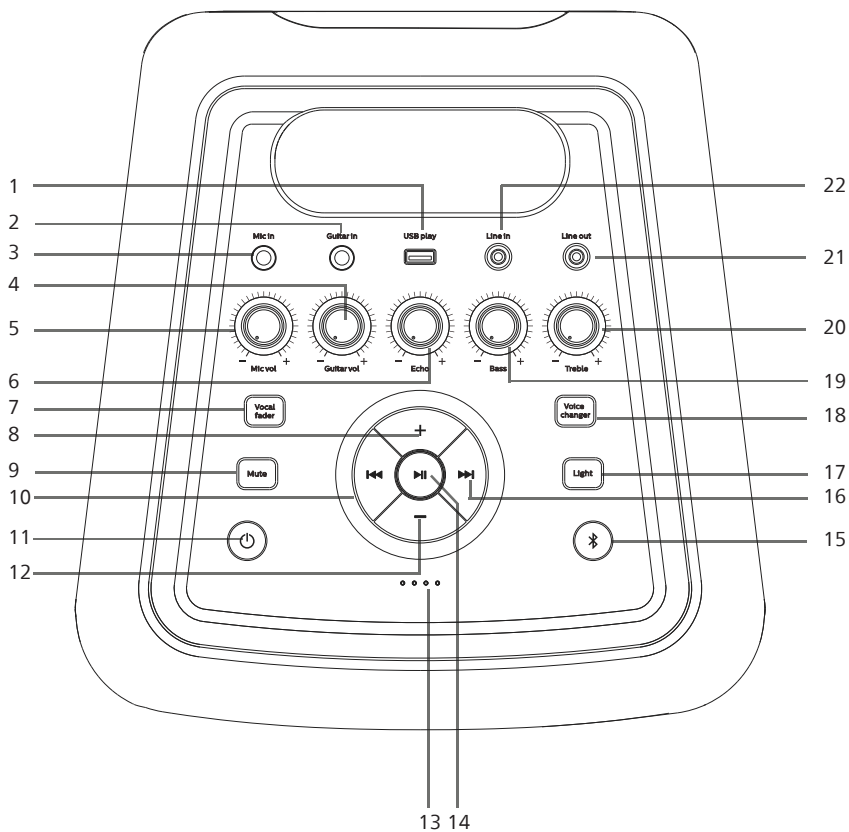 1
22
2
Mic in
Guitar in
USB play
Line in
Line out
3
21
4
5
20
- +
- +
- +
- +
- +
Mic vol
Guitar vol
Echo
Bass
Treble
6
19
7
Vocal
fader
Voice
changer
18
8
+
9
Mute
Light
17
10
16
11
15
12
-
13 14